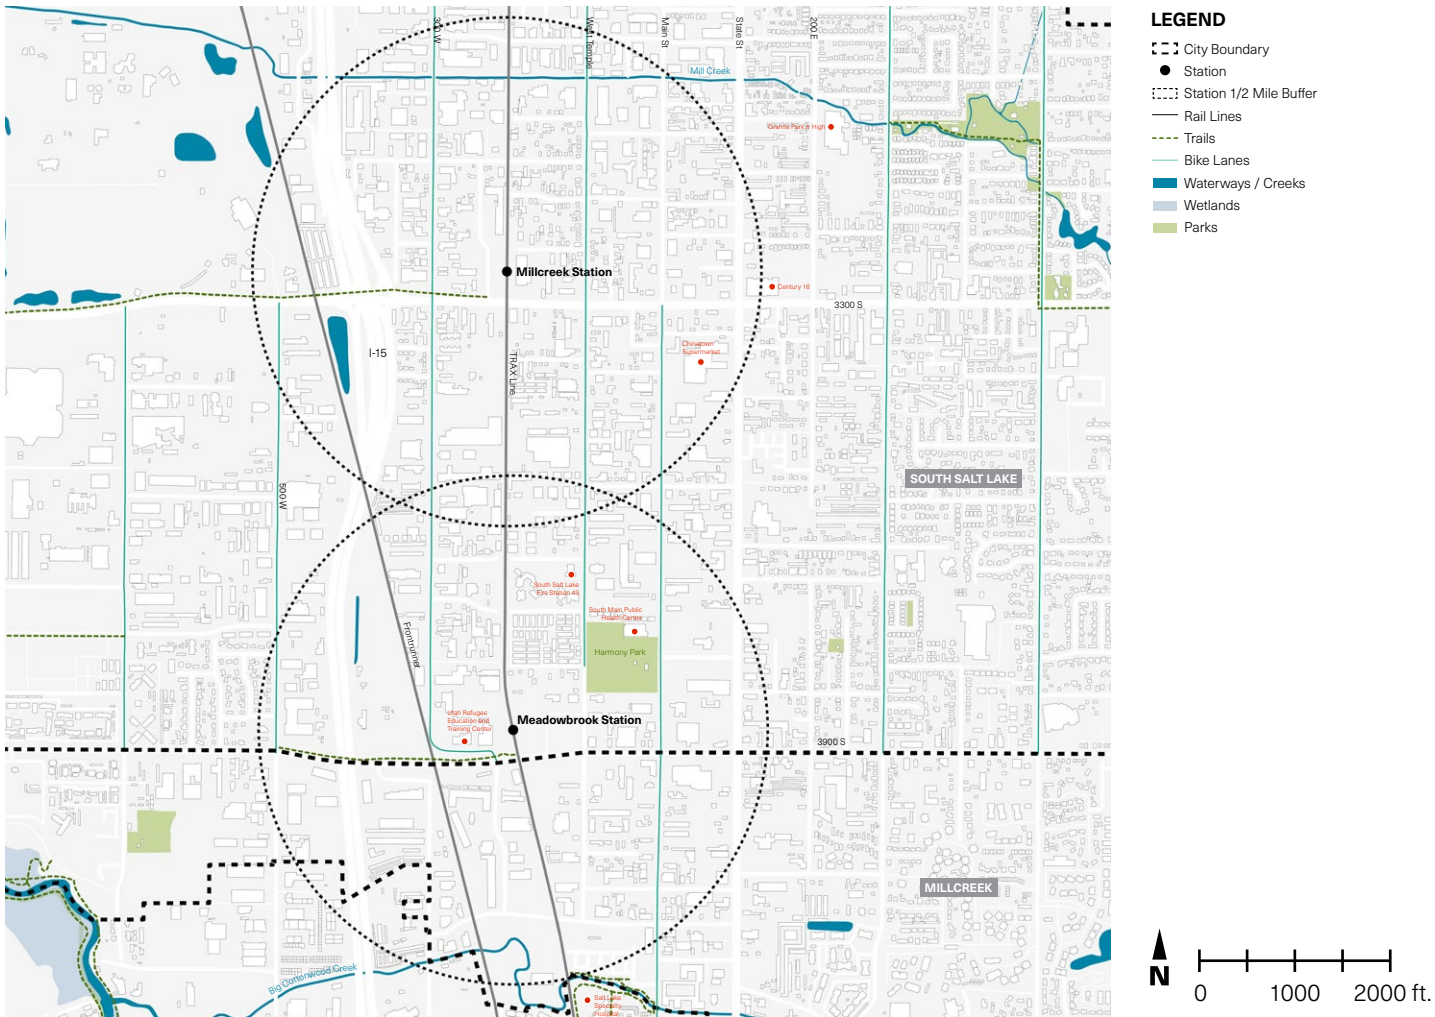 LEGEND
City Boundary
Station
Station 1/2 Mile Buffer
Rail Lines
Trails
Bike Lanes
Waterways / Creeks
Wetlands
Parks
300 W
West Temple
Main St
State St
200 E
Mill Creek
Granite Park Jr High
Millcreek Station
Century 16
3300 S
Chinatown
Supermarket
I-15
TRAX Line
SOUTH SALT LAKE
500 W
South Salt Lake
Fire Station 43
South Main Public
Health Center
Frontrunner
Harmony Park
Utah Refugee
Education and
Training Center
Meadowbrook Station
3900 S
MILLCREEK
Big Cottonwood Creek
Salt Lake
Specialty
Hospital
N
0 1000 2000 ft.